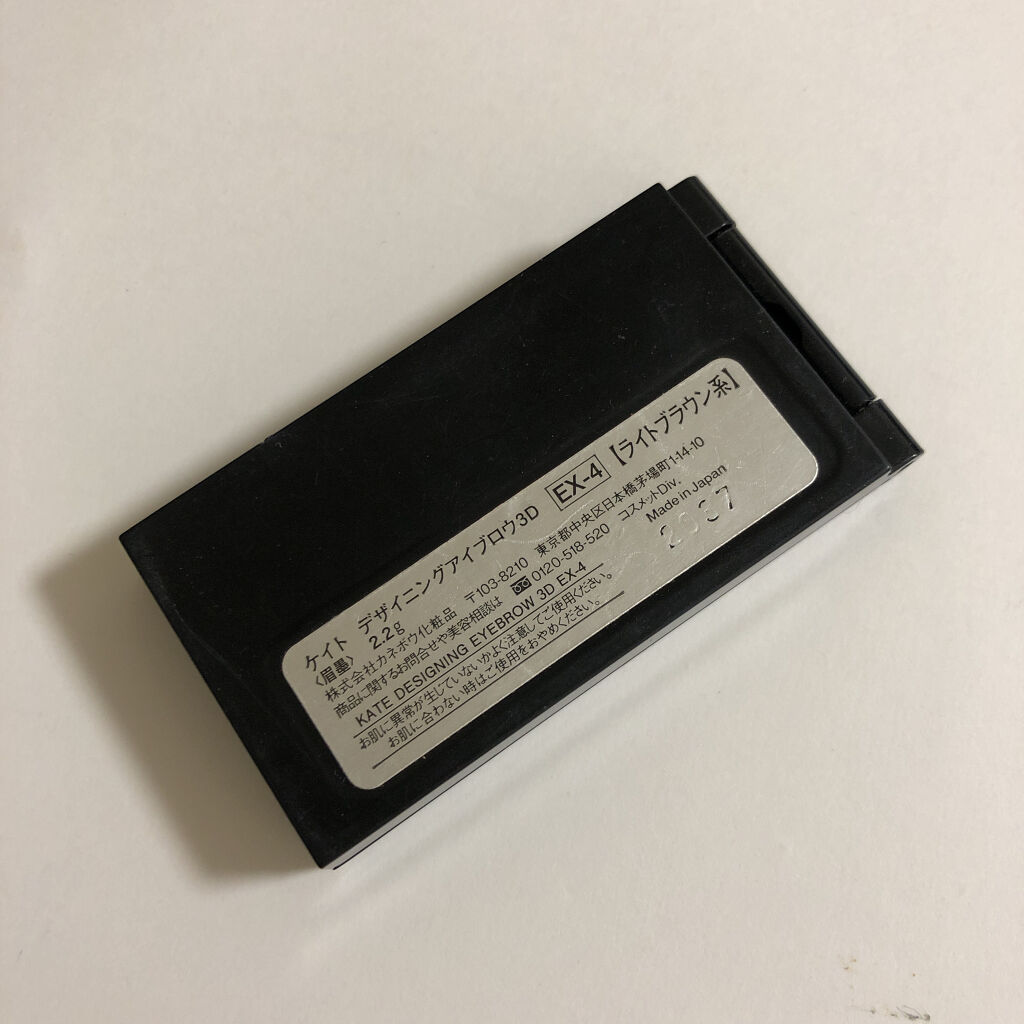 ケイト デザイニングアイブロウ3D EX-4 【ライトブラウン系】
〈眉墨〉 2.2g
株式会社カネボウ化粧品 〒103-8210 東京都中央区日本橋茅場町1-14-10
商品に関するお問合せや美容相談は 0120-518-520 コスメットDiv.
KATE DESIGNING EYEBROW 3D EX-4 Made in Japan
お肌に異常が生じていないかよく注意してご使用ください。
お肌に合わない時はご使用をおやめください。